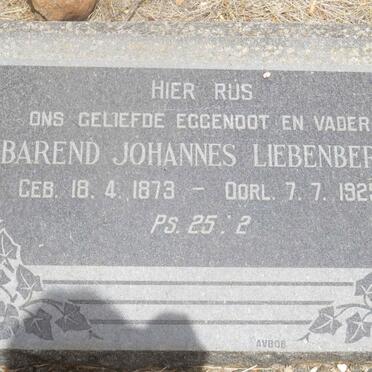 HIER RUS
ONS GELIEFDE EGGENOOT EN VADER
BAREND JOHANNES LIEBENBER
GEB. 18. 4. 1873 – OORL. 7. 7. 192
PS. 25 : 2
AVBOB